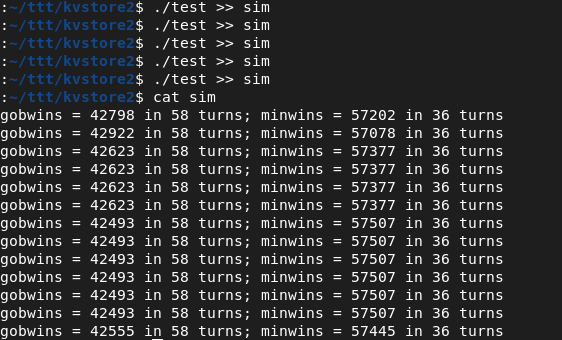 :~/ttt/kvstore2$ ./test >> sim
:~/ttt/kvstore2$ ./test >> sim
:~/ttt/kvstore2$ ./test >> sim
:~/ttt/kvstore2$ ./test >> sim
:~/ttt/kvstore2$ ./test >> sim
:~/ttt/kvstore2$ cat sim
gobwins = 42798 in 58 turns; minwins = 57202 in 36 turns
gobwins = 42922 in 58 turns; minwins = 57078 in 36 turns
gobwins = 42623 in 58 turns; minwins = 57377 in 36 turns
gobwins = 42623 in 58 turns; minwins = 57377 in 36 turns
gobwins = 42623 in 58 turns; minwins = 57377 in 36 turns
gobwins = 42623 in 58 turns; minwins = 57377 in 36 turns
gobwins = 42493 in 58 turns; minwins = 57507 in 36 turns
gobwins = 42493 in 58 turns; minwins = 57507 in 36 turns
gobwins = 42493 in 58 turns; minwins = 57507 in 36 turns
gobwins = 42493 in 58 turns; minwins = 57507 in 36 turns
gobwins = 42493 in 58 turns; minwins = 57507 in 36 turns
gobwins = 42493 in 58 turns; minwins = 57507 in 36 turns
gobwins = 42555 in 58 turns; minwins = 57445 in 36 turns